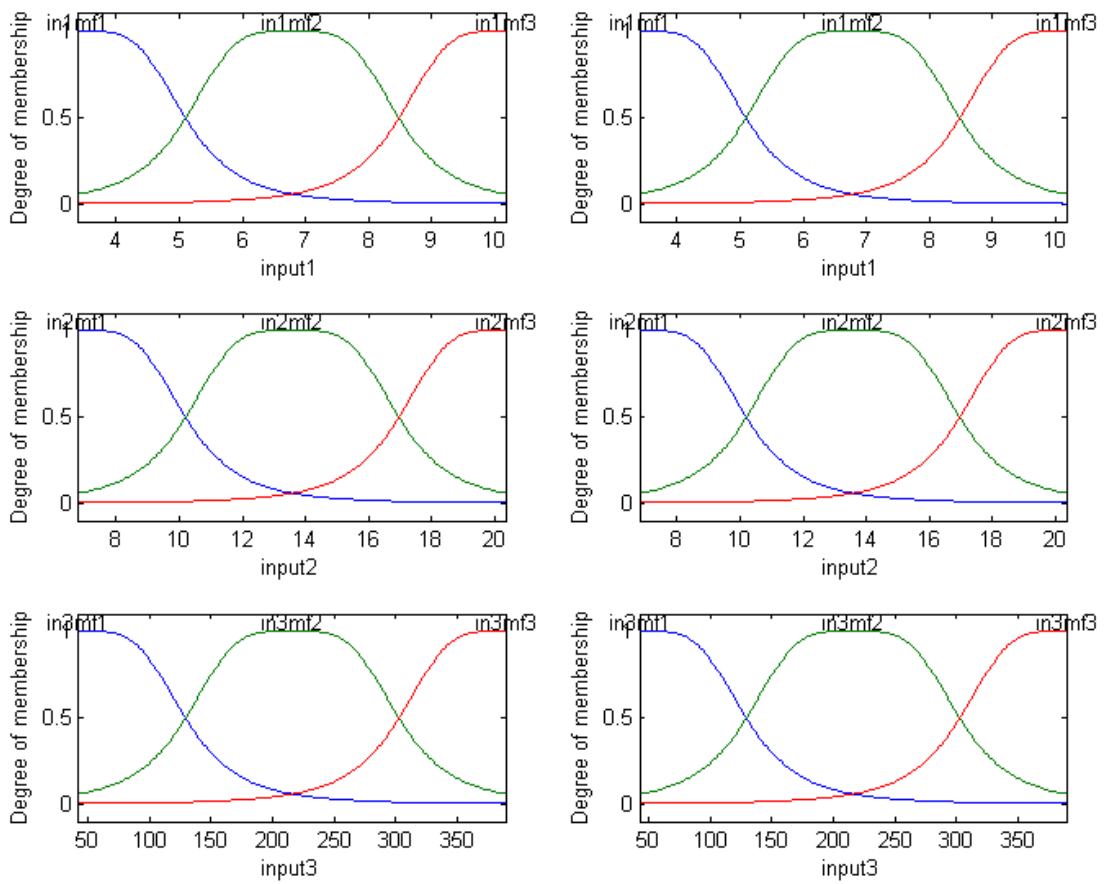 in1mf1 in1mf2 in1mf3
1
0.5
0
Degree of membership
4 5 6 7 8 9 10
input1
in1mf1 in1mf2 in1mf3
1
0.5
0
Degree of membership
4 5 6 7 8 9 10
input1
in2mf1 in2mf2 in2mf3
1
0.5
0
Degree of membership
8 10 12 14 16 18 20
input2
in2mf1 in2mf2 in2mf3
1
0.5
0
Degree of membership
8 10 12 14 16 18 20
input2
in3mf1 in3mf2 in3mf3
1
0.5
0
Degree of membership
50 100 150 200 250 300 350
input3
in3mf1 in3mf2 in3mf3
1
0.5
0
Degree of membership
50 100 150 200 250 300 350
input3